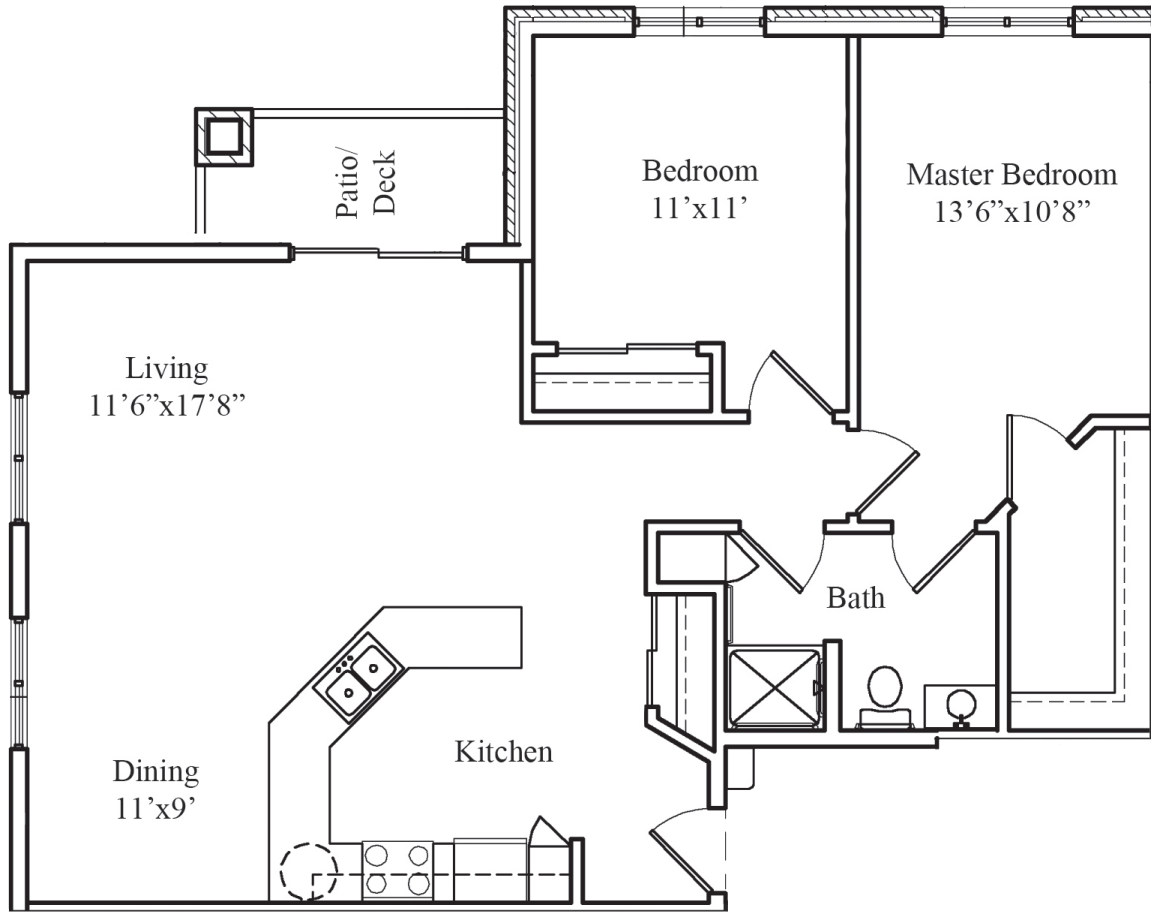 Patio/
Deck
Bedroom
11’x11’
Master Bedroom
13’6”x10’8”
Living
11’6”x17’8”
Bath
Kitchen
Dining
11’x9’